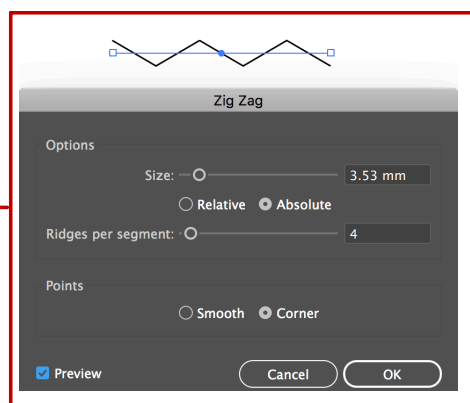 Zig Zag
Options
Size: 3.53 mm
Relative Absolute
Ridges per segment: 4
Points
Smooth Corner
Preview Cancel OK